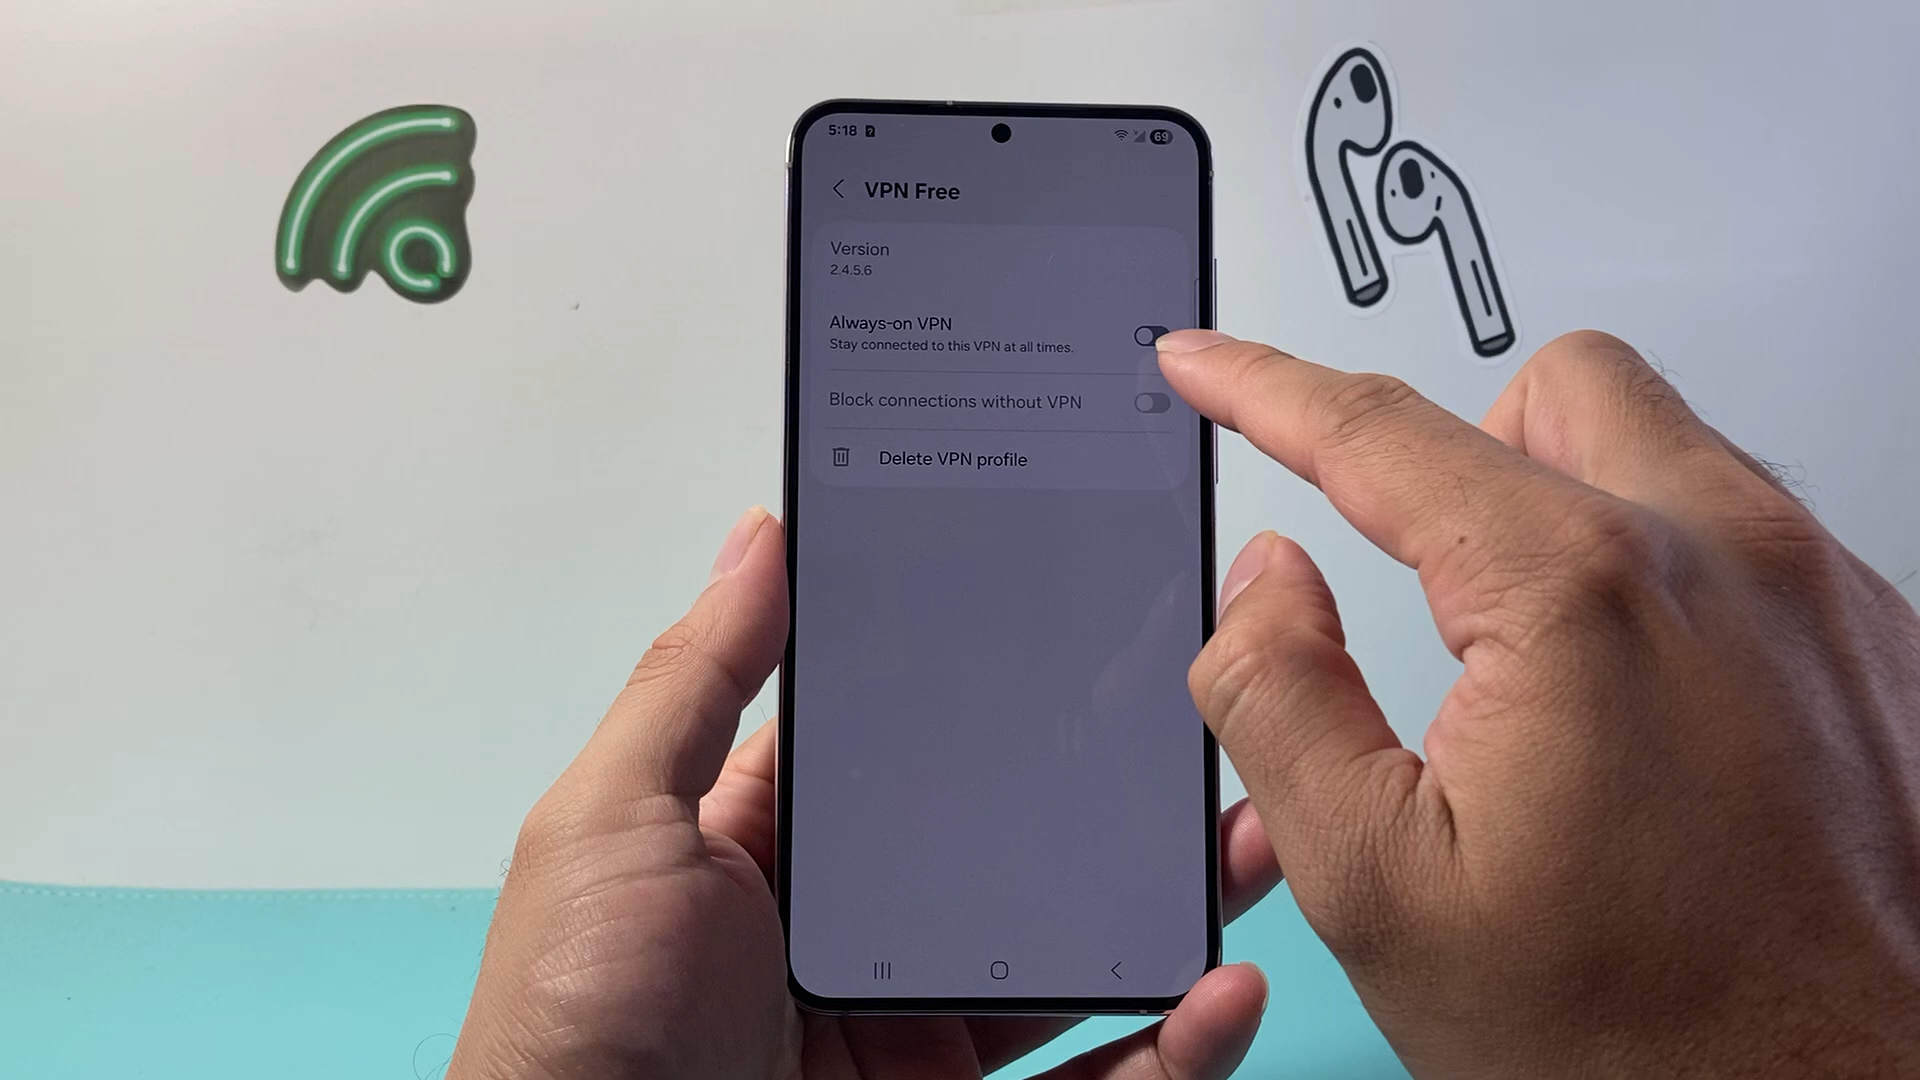 5:18
69
VPN Free
Version
2.4.5.6
Always-on VPN
Stay connected to this VPN at all times.
Block connections without VPN
Delete VPN profile